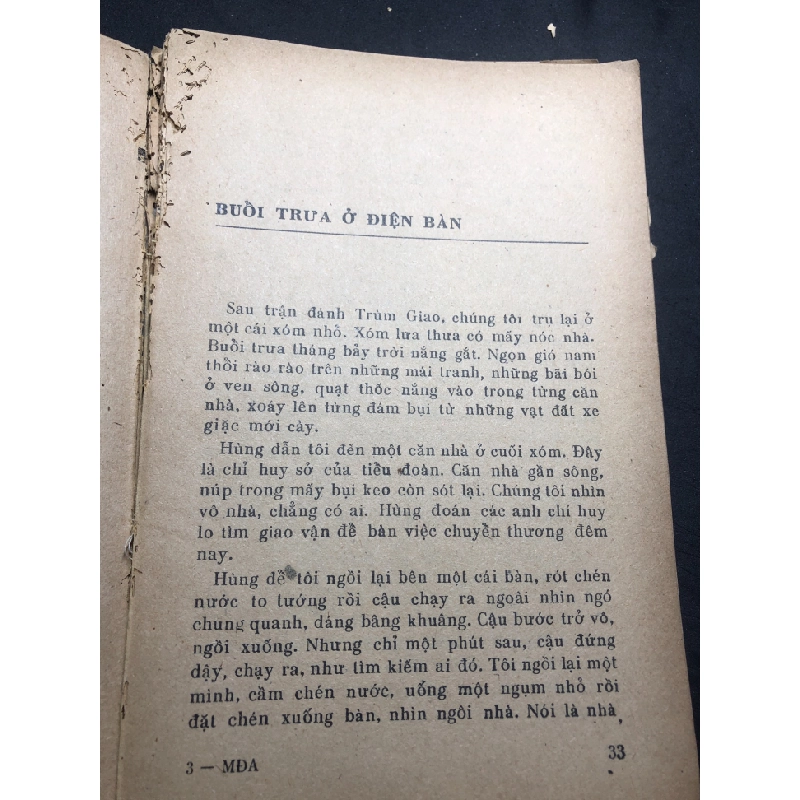 BUỔI TRƯA Ở ĐIỆN BÀN
Sau trận đánh Trùm Giao, chúng tôi trụ lại ở
một cái xóm nhỏ. Xóm lưa thưa có mấy nóc nhà.
Buổi trưa tháng bảy trời nắng gắt. Ngọn gió nam
thổi rào rào trên những mái tranh, những bãi bói
ở ven sông, quạt thốc nắng vào trong từng căn
nhà, xoáy lên từng đám bụi từ những vạt đất xe
giặc mới cày.
Hùng dẫn tôi đến một căn nhà ở cuối xóm. Đây
là chỉ huy sở của tiểu đoàn. Căn nhà gần sông,
núp trong mấy bụi keo còn sót lại. Chúng tôi nhìn
vô nhà, chẳng có ai. Hùng đoán các anh chỉ huy
lo tìm giao vận để bàn việc chuyển thương đêm
nay.
Hùng để tôi ngồi lại bên một cái bàn, rót chén
nước to tướng rồi cậu chạy ra ngoài nhìn ngó
chung quanh, dáng bâng khuâng. Cậu bước trở vô,
ngồi xuống. Nhưng chỉ một phút sau, cậu đứng
dậy, chạy ra, như tìm kiếm ai đó. Tôi ngồi lại một
mình, cầm chén nước, uống một ngụm nhỏ rồi
đặt chén xuống bàn, nhìn ngôi nhà. Nói là nhà
3 — MĐA
33